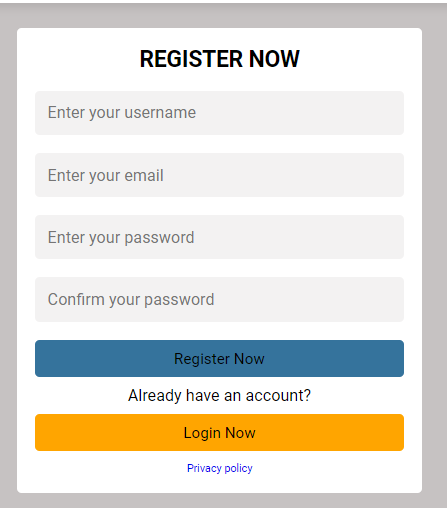 REGISTER NOW
Enter your username
Enter your email
Enter your password
Confirm your password
Register Now
Already have an account?
Login Now
Privacy policy